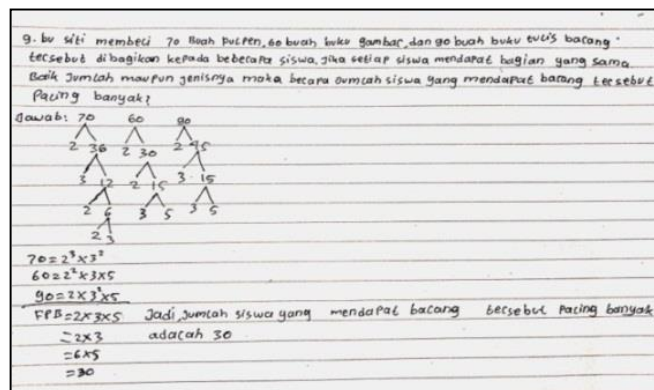 9. bu siti membeli 70 Buah pulpen, 60 buah buku gambar, dan 90 buah buku tulis barang
tersebut dibagikan kepada beberapa siswa, jika setiap siswa mendapat bagian yang sama
Baik Jumlah maupun jenisnya maka berapa Jumlah siswa yang mendapat barang tersebut
Paling banyak?
Jawab: 70 60 90
2 36 2 30 2 45
3 12 2 15 3 15
2 6 3 5 3 5
2 3
70 = 2³ x 3²
60 = 2² x 3 x 5
90 = 2 x 3² x 5
FPB = 2 x 3 x 5 Jadi, Jumlah siswa yang mendapat barang tersebut Paling banyak
= 2 x 3 adalah 30
= 6 x 5
= 30